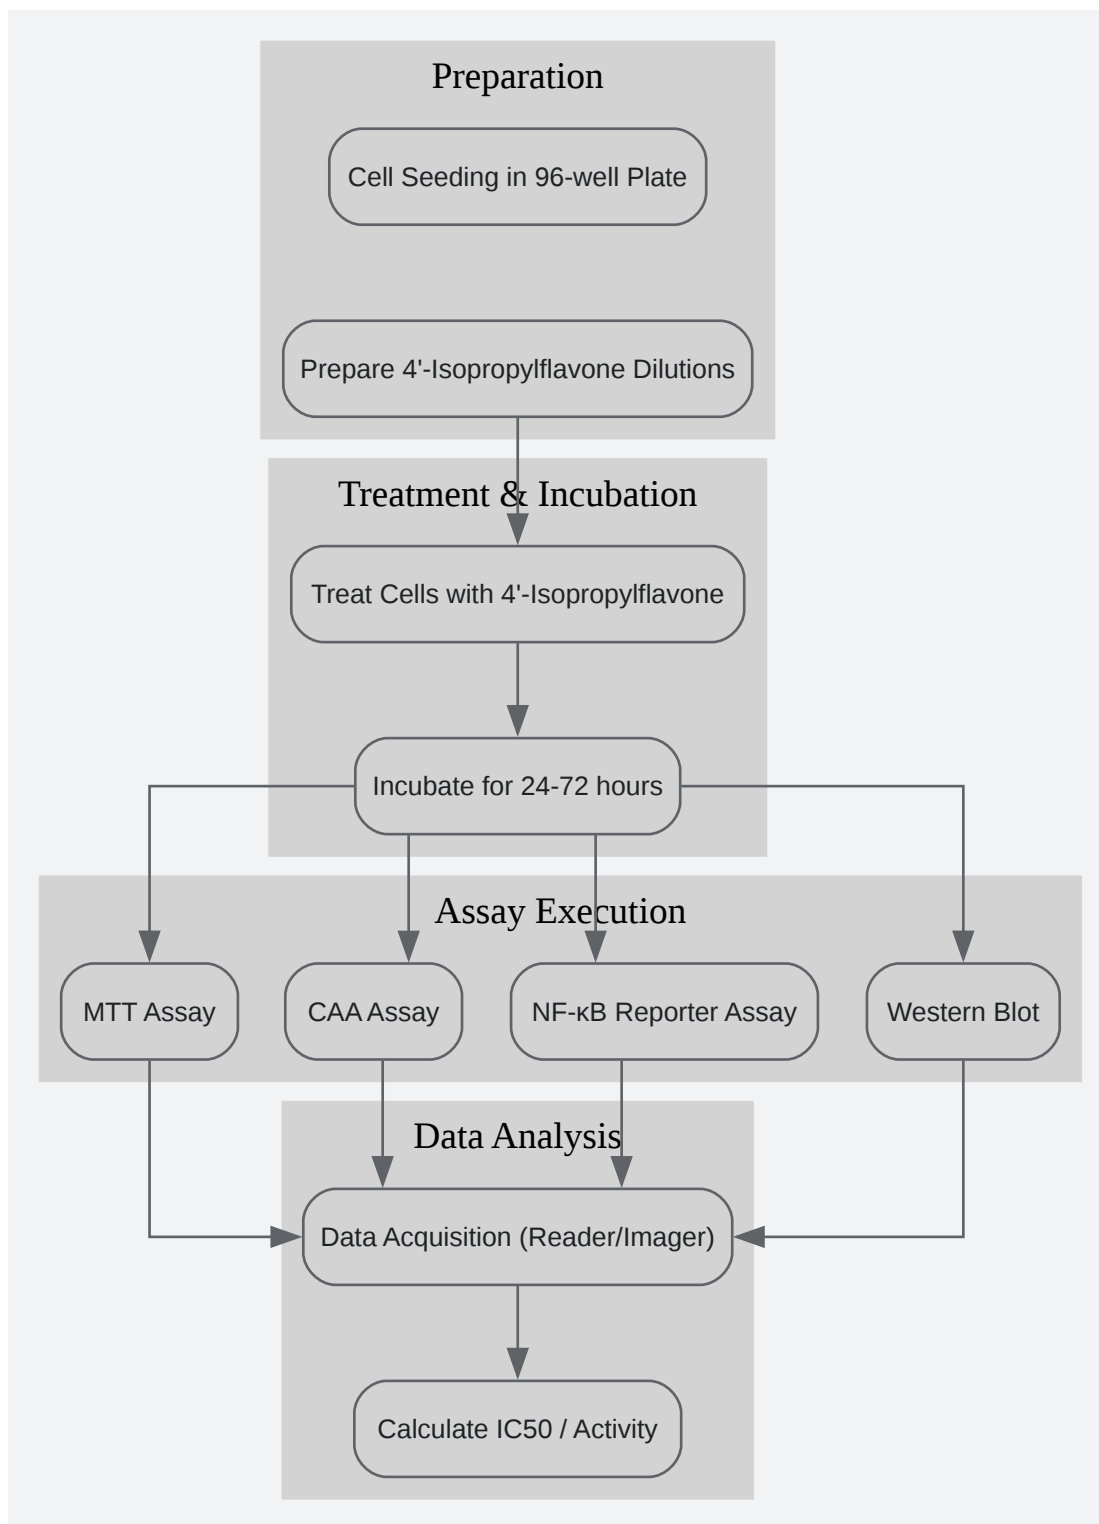 Preparation
Cell Seeding in 96-well Plate
Prepare 4'-Isopropylflavone Dilutions
Treatment & Incubation
Treat Cells with 4'-Isopropylflavone
Incubate for 24-72 hours
Assay Execution
MTT Assay
CAA Assay
NF-κB Reporter Assay
Western Blot
Data Analysis
Data Acquisition (Reader/Imager)
Calculate IC50 / Activity